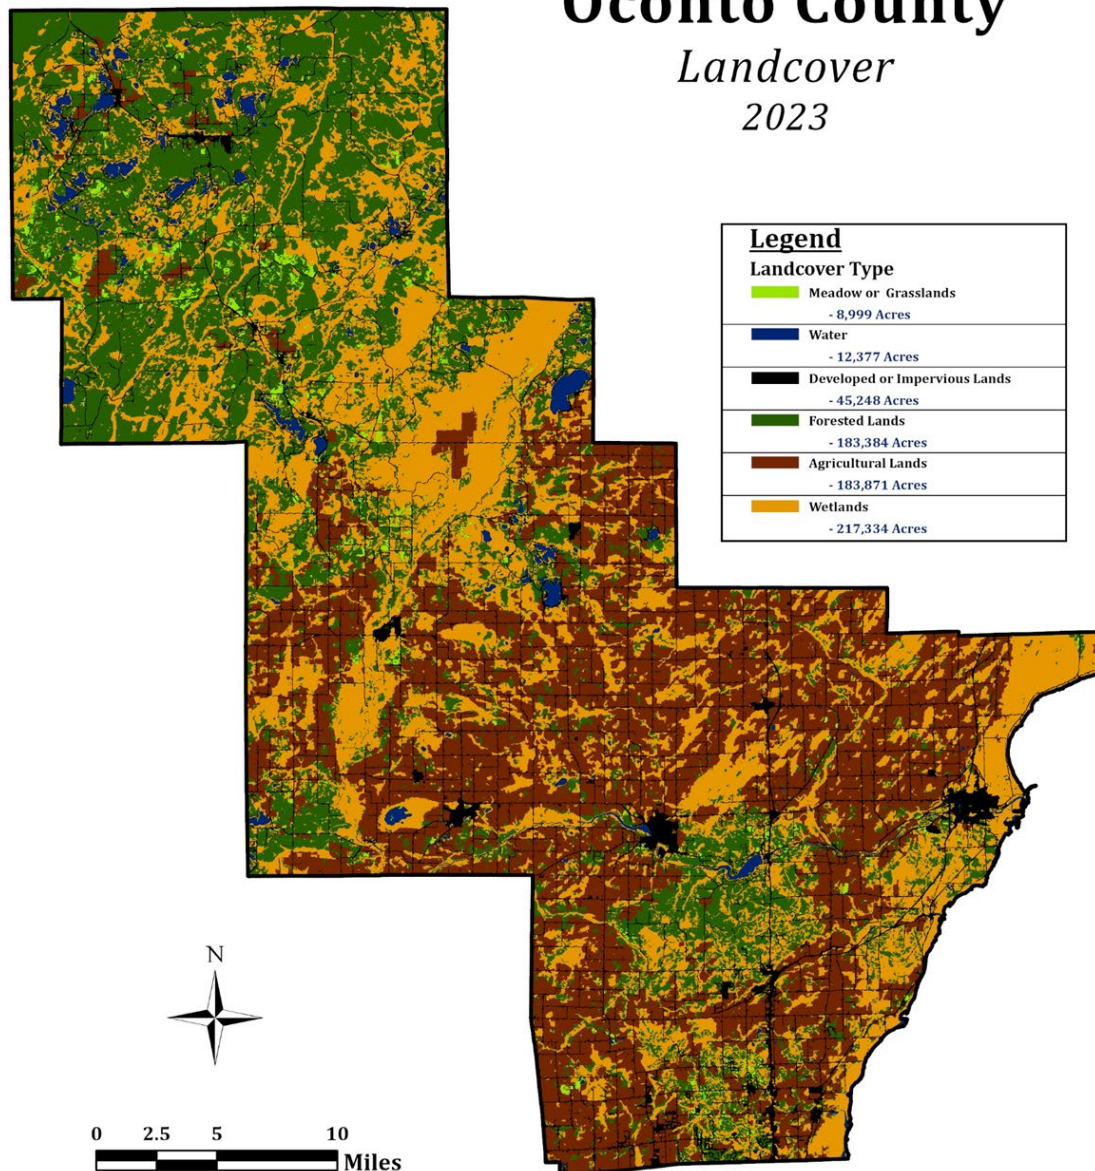 Oconto County
Landcover
2023
Legend
Landcover Type
Meadow or Grasslands
- 8,999 Acres
Water
- 12,377 Acres
Developed or Impervious Lands
- 45,248 Acres
Forested Lands
- 183,384 Acres
Agricultural Lands
- 183,871 Acres
Wetlands
- 217,334 Acres
N
0 2.5 5 10
Miles